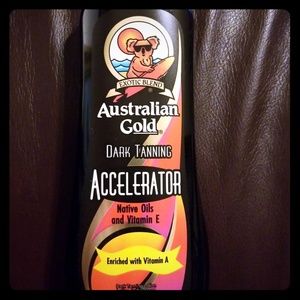 EXOTIC BLEND
Australian
Gold®
DARK TANNING
ACCELERATOR
Native Oils
and Vitamin E
Enriched with Vitamin A